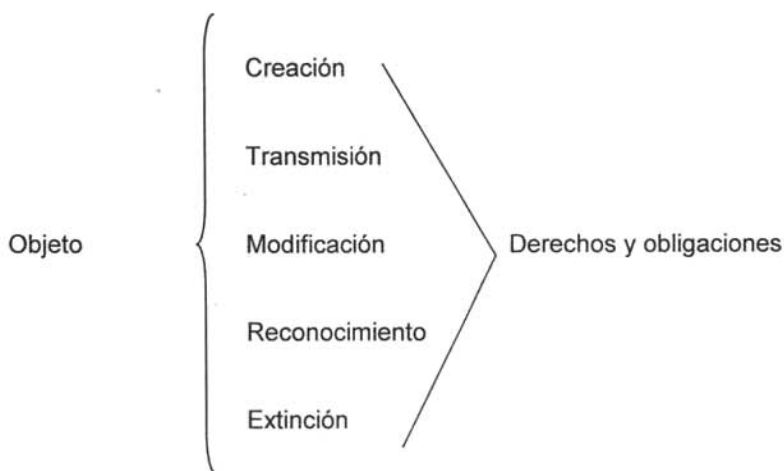 Creación
Transmisión
Objeto
Modificación
Derechos y obligaciones
Reconocimiento
Extinción